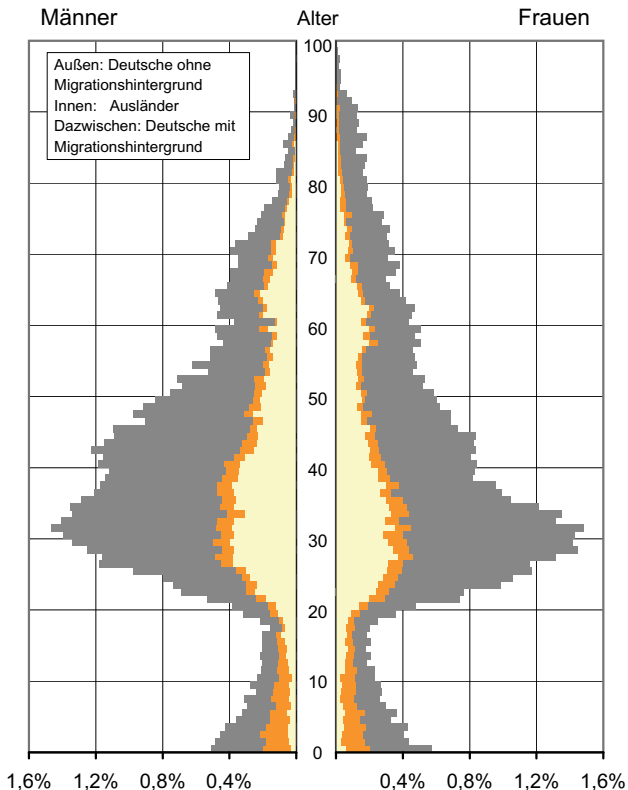 Männer Alter Frauen
100
Außen: Deutsche ohne
Migrationshintergrund
Innen: Ausländer
Dazwischen: Deutsche mit
Migrationshintergrund
90
80
70
60
50
40
30
20
10
0
1,6% 1,2% 0,8% 0,4% 0,4% 0,8% 1,2% 1,6%